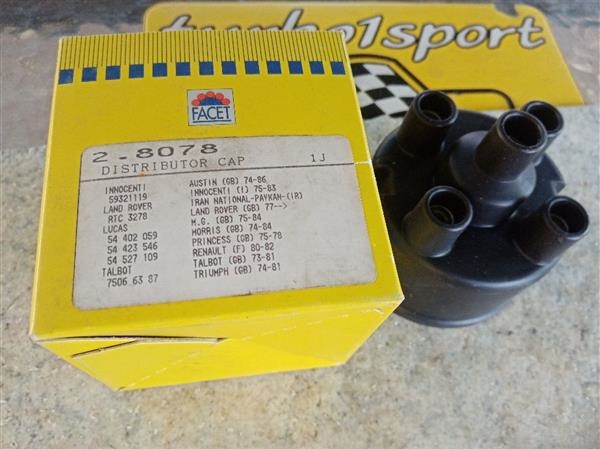 turbo1sport
FACET
2.8078
DISTRIBUTOR CAP 1J
INNOCENTI
59321119
LAND ROVER
RTC 3278
LUCAS
54 402 059
54 423 546
54 527 109
TALBOT
7506 63 87
AUSTIN (GB) 74-86
INNOCENTI (I) 75-83
IRAN NATIONAL-PAYKAN-(IR)
LAND ROVER (GB) 77-->
M.G. (GB) 75-84
MORRIS (GB) 74-84
PRINCESS (GB) 75-78
RENAULT (F) 80-82
TALBOT (GB) 73-81
TRIUMPH (GB) 74-81